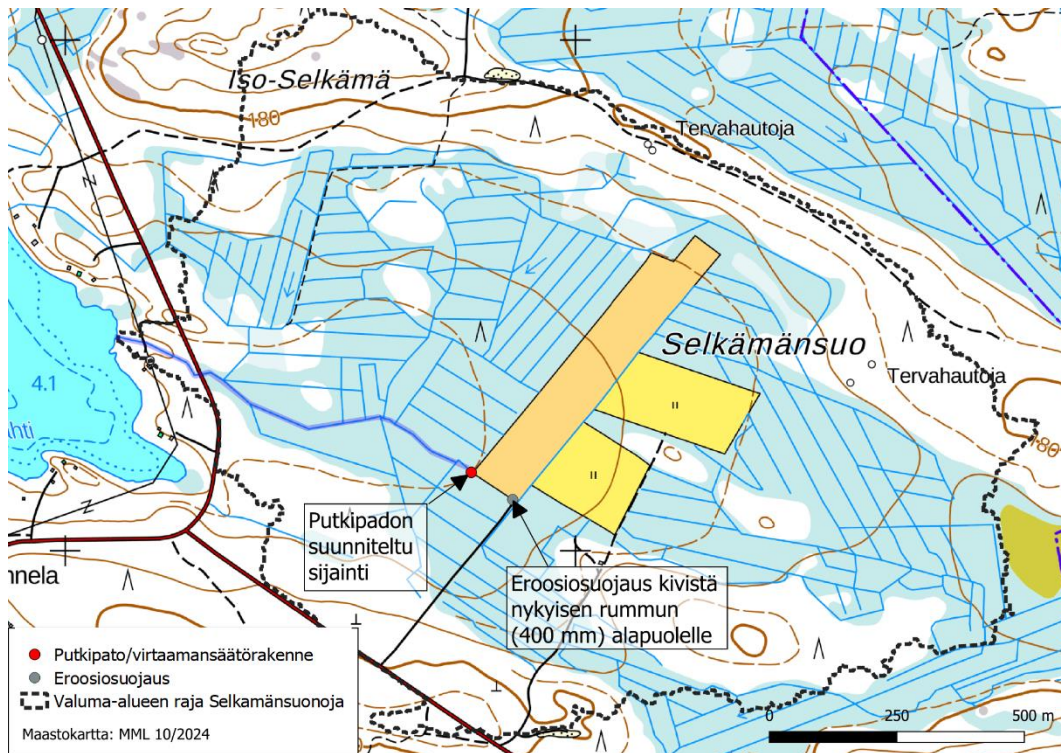 Iso-Selkämä
180
Tervahautoja
Selkämänsuo
Tervahautoja
180
4.1
hti
Putkipadon
suunniteltu
sijainti
Eroosiosuojaus kivistä
nykyisen rummun
(400 mm) alapuolelle
nnela
Putkipato/virtaamansäätörakenne
Eroosiosuojaus
Valuma-alueen raja Selkämänsuonoja
Maastokartta: MML 10/2024
0 250 500 m